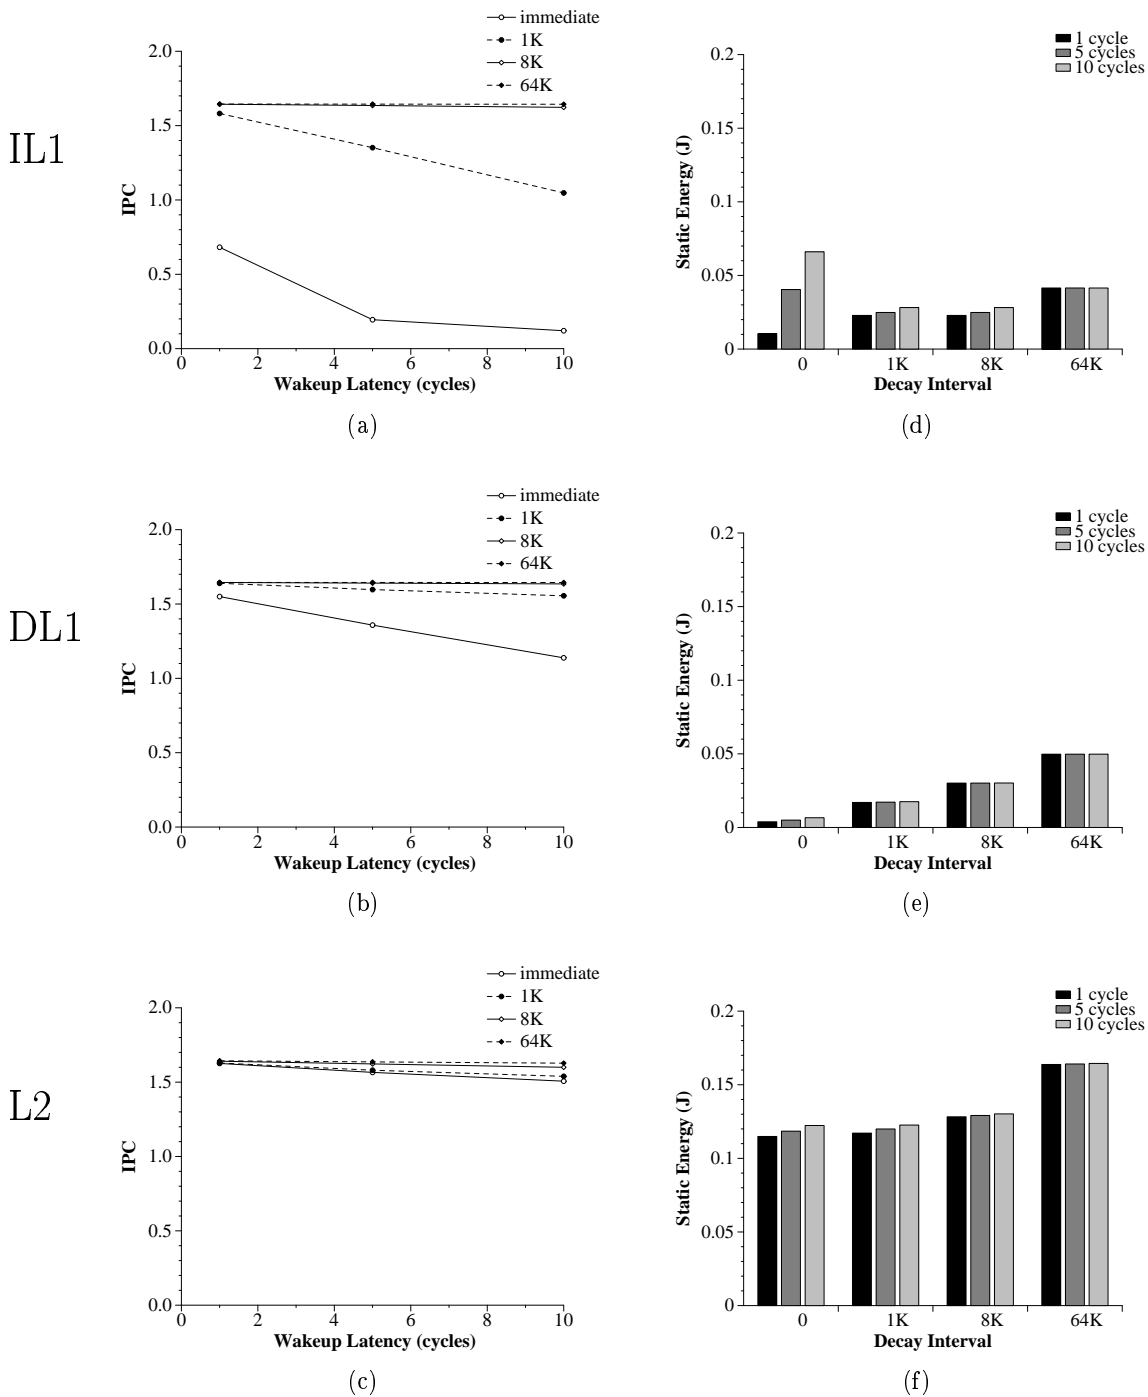 IL1
immediate
1K
8K
64K
2.0
1.5
1.0
0.5
0.0
IPC
0 2 4 6 8 10
Wakeup Latency (cycles)
(a)
1 cycle
5 cycles
10 cycles
0.2
0.15
0.1
0.05
0
Static Energy (J)
0 1K 8K 64K
Decay Interval
(d)
DL1
immediate
1K
8K
64K
2.0
1.5
1.0
0.5
0.0
IPC
0 2 4 6 8 10
Wakeup Latency (cycles)
(b)
1 cycle
5 cycles
10 cycles
0.2
0.15
0.1
0.05
0
Static Energy (J)
0 1K 8K 64K
Decay Interval
(e)
L2
immediate
1K
8K
64K
2.0
1.5
1.0
0.5
0.0
IPC
0 2 4 6 8 10
Wakeup Latency (cycles)
(c)
1 cycle
5 cycles
10 cycles
0.2
0.15
0.1
0.05
0
Static Energy (J)
0 1K 8K 64K
Decay Interval
(f)